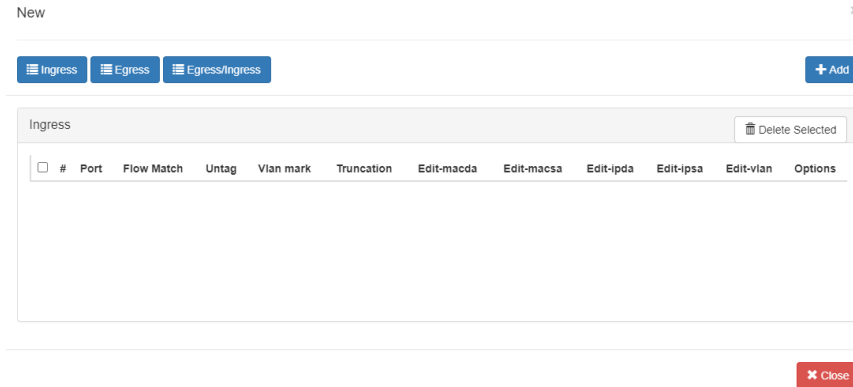 New
Ingress Egress Egress/Ingress Add
Ingress Delete Selected
# Port Flow Match Untag Vlan mark Truncation Edit-macda Edit-macsa Edit-ipda Edit-ipsa Edit-vlan Options
Close